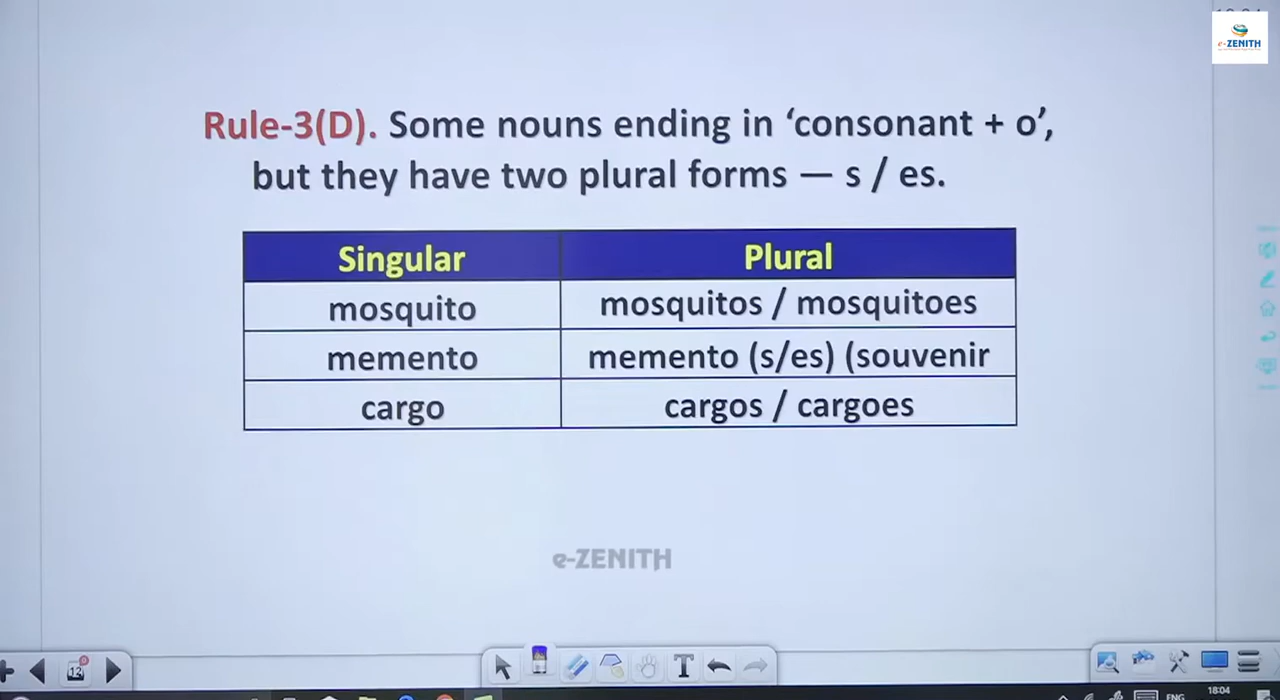 e-ZENITH
Rule-3(D). Some nouns ending in ‘consonant + o’,
but they have two plural forms — s / es.
Singular Plural
mosquito mosquitos / mosquitoes
memento memento (s/es) (souvenir
cargo cargos / cargoes
e-ZENITH
12
T
ENG
18:04